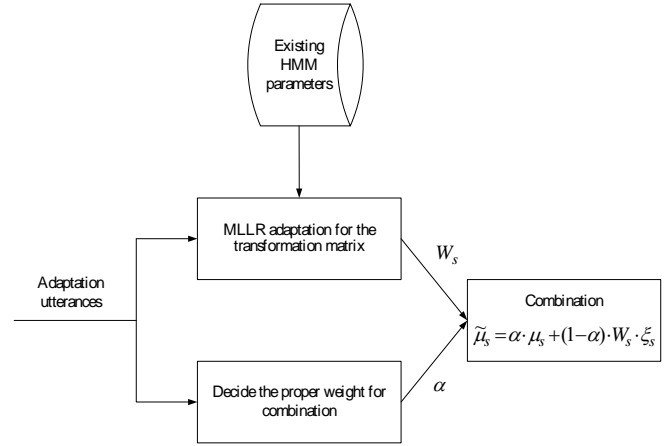 Existing
HMM
parameters
MLLR adaptation for the
transformation matrix
Adaptation
utterances
W_s
Combination
μ̃_s = α·μ_s + (1−α)·W_s·ξ_s
Decide the proper weight for
combination
α